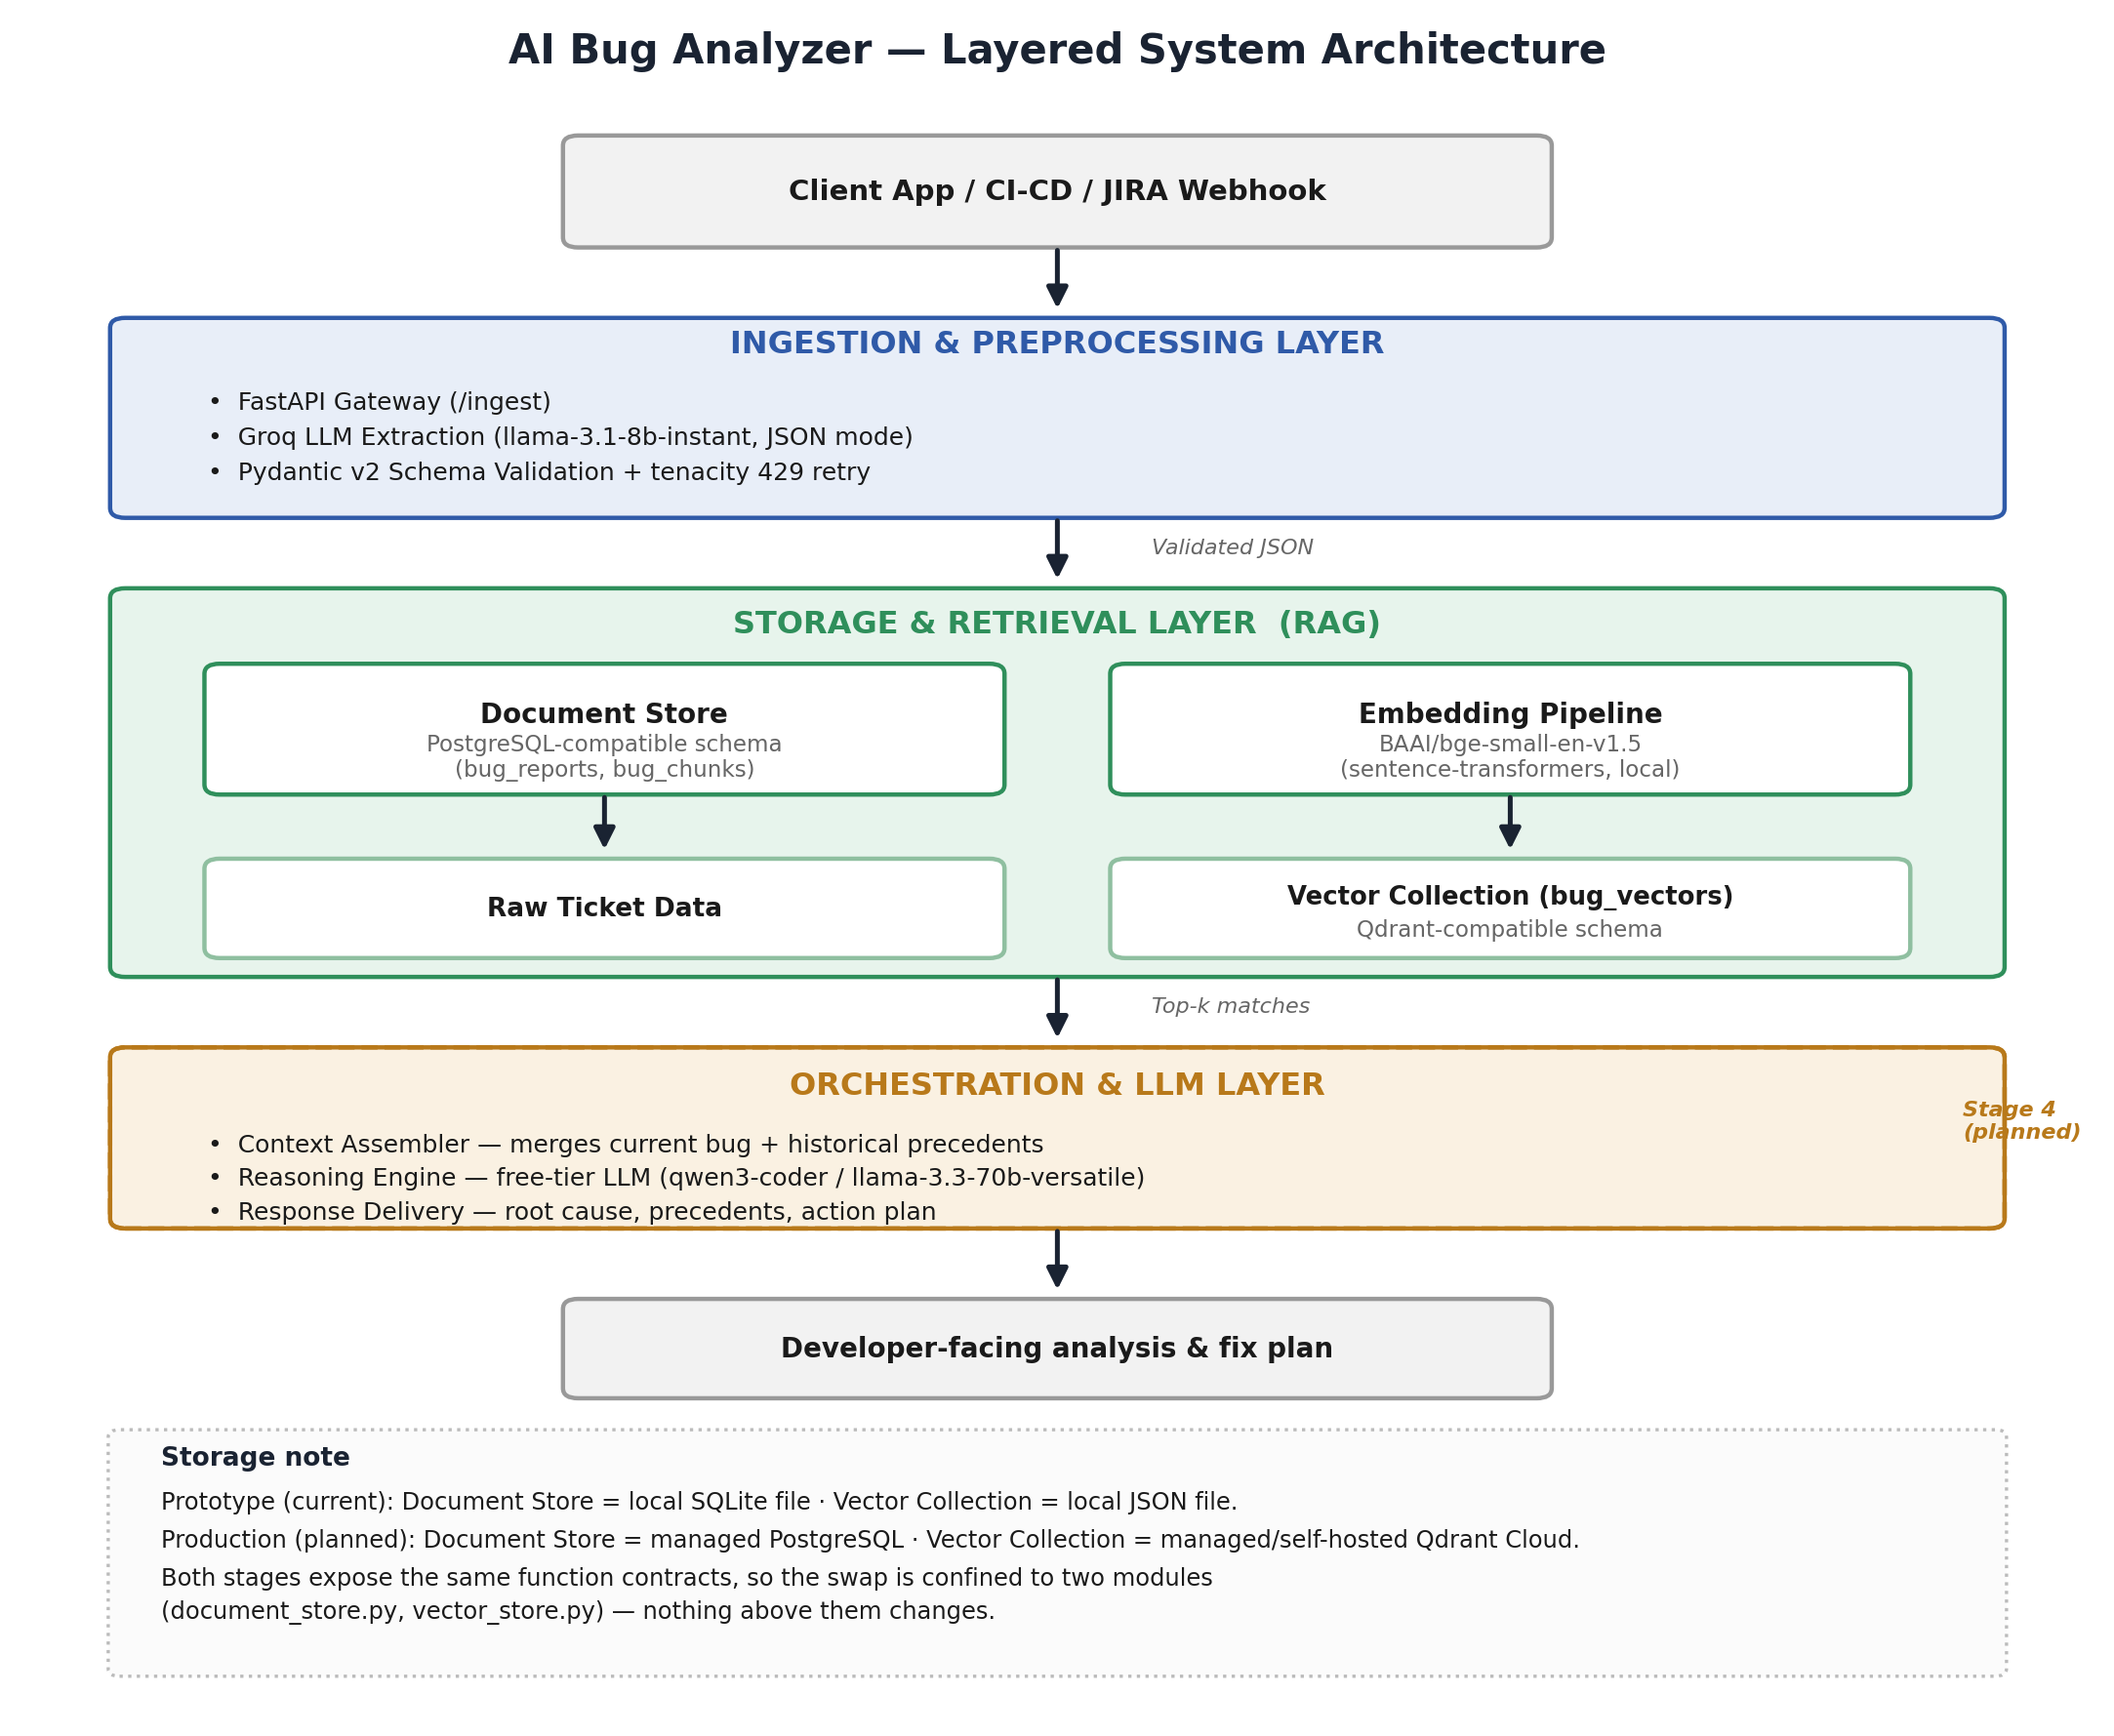 AI Bug Analyzer — Layered System Architecture
Client App / CI-CD / JIRA Webhook
INGESTION & PREPROCESSING LAYER
• FastAPI Gateway (/ingest)
• Groq LLM Extraction (llama-3.1-8b-instant, JSON mode)
• Pydantic v2 Schema Validation + tenacity 429 retry
Validated JSON
STORAGE & RETRIEVAL LAYER (RAG)
Document Store
PostgreSQL-compatible schema
(bug_reports, bug_chunks)
Embedding Pipeline
BAAI/bge-small-en-v1.5
(sentence-transformers, local)
Raw Ticket Data
Vector Collection (bug_vectors)
Qdrant-compatible schema
Top-k matches
ORCHESTRATION & LLM LAYER
Stage 4
(planned)
• Context Assembler — merges current bug + historical precedents
• Reasoning Engine — free-tier LLM (qwen3-coder / llama-3.3-70b-versatile)
• Response Delivery — root cause, precedents, action plan
Developer-facing analysis & fix plan
Storage note
Prototype (current): Document Store = local SQLite file · Vector Collection = local JSON file.
Production (planned): Document Store = managed PostgreSQL · Vector Collection = managed/self-hosted Qdrant Cloud.
Both stages expose the same function contracts, so the swap is confined to two modules
(document_store.py, vector_store.py) — nothing above them changes.